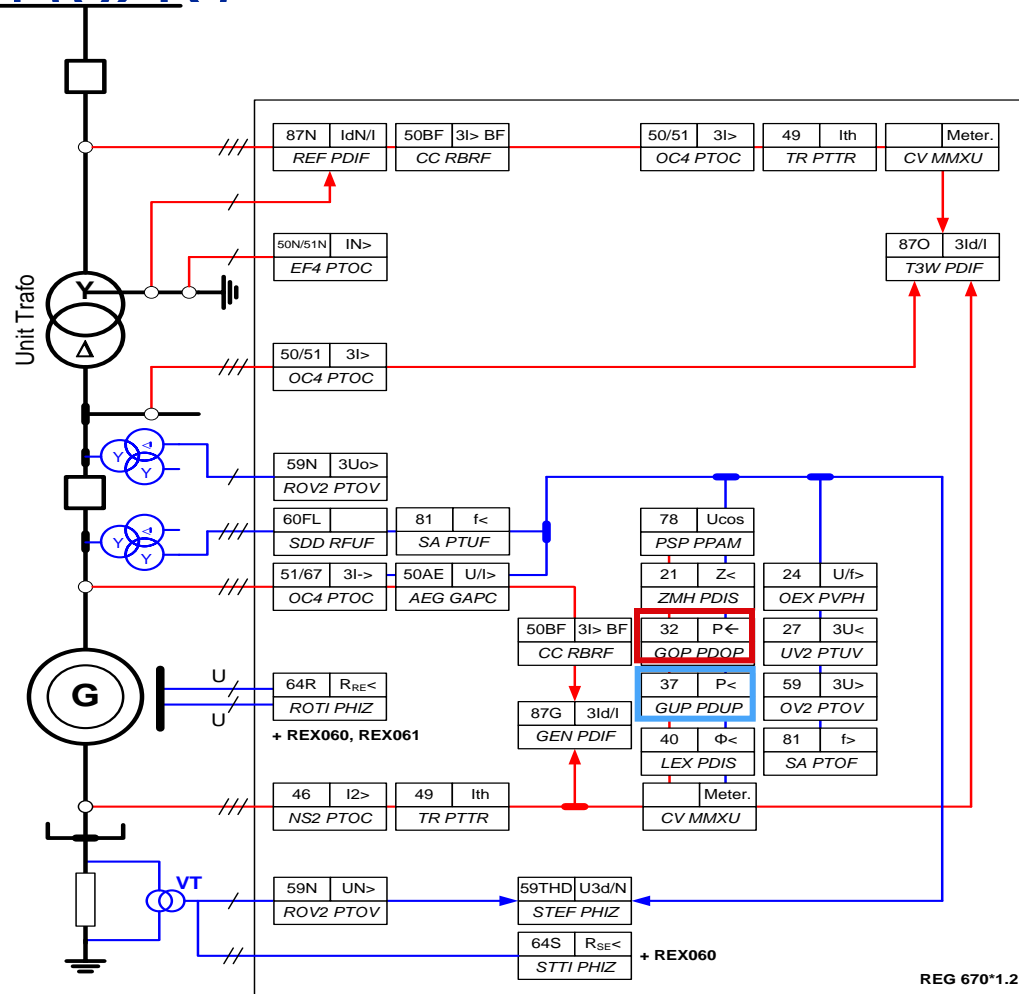 87N IdN/I 50BF 3I> BF 50/51 3I> 49 Ith Meter.
REF PDIF CC RBRF OC4 PTOC TR PTTR CV MMXU
50N/51N IN> 87O 3Id/I
EF4 PTOC T3W PDIF
Unit Trafo
Y
Δ
50/51 3I>
OC4 PTOC
Y Y
59N 3Uo>
ROV2 PTOV
60FL 81 f< 78 Ucos
SDD RFUF SA PTUF PSP PPAM
Y Y
51/67 3I-> 50AE U/I> 21 Z< 24 U/f>
OC4 PTOC AEG GAPC ZMH PDIS OEX PVPH
50BF 3I> BF 32 P← 27 3U<
CC RBRF GOP PDOP UV2 PTUV
G
U
U
64R RRE< 37 P< 59 3U>
ROTI PHIZ GUP PDUP OV2 PTOV
87G 3Id/I
GEN PDIF
+ REX060, REX061
40 Φ< 81 f>
LEX PDIS SA PTOF
46 I2> 49 Ith Meter.
NS2 PTOC TR PTTR CV MMXU
VT
59N UN> 59THD U3d/N
ROV2 PTOV STEF PHIZ
64S RSE<
STTI PHIZ
+ REX060
REG 670*1.2